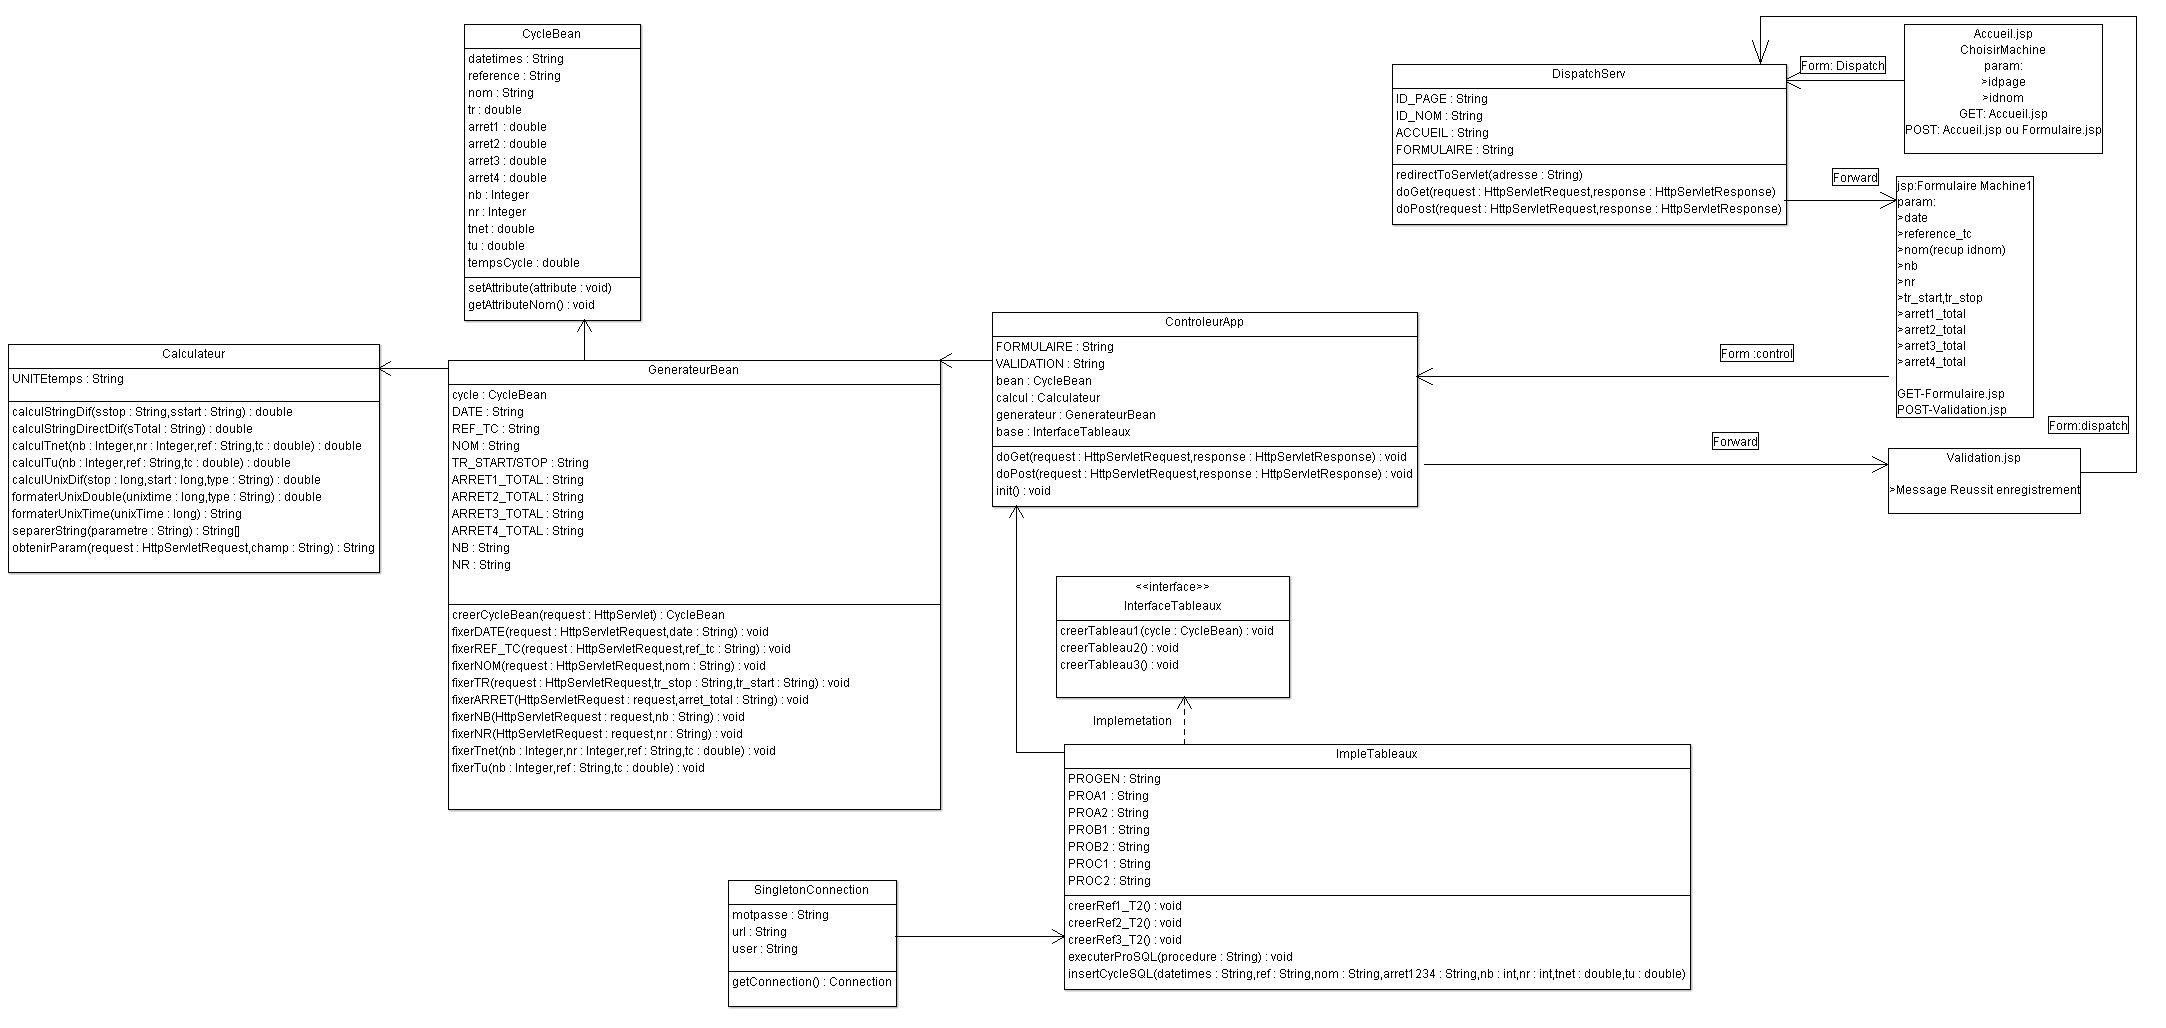 CycleBean
datetimes : String
reference : String
nom : String
tr : double
arret1 : double
arret2 : double
arret3 : double
arret4 : double
nb : Integer
nr : Integer
tnet : double
tu : double
tempsCycle : double
setAttribute(attribute : void)
getAttributeNom() : void
Calculateur
UNITEtemps : String
calculStringDif(sstop : String,sstart : String) : double
calculStringDirectDif(sTotal : String) : double
calculTnet(nb : Integer,nr : Integer,ref : String,tc : double) : double
calculTu(nb : Integer,ref : String,tc : double) : double
calculUnixDif(stop : long,start : long,type : String) : double
formaterUnixDouble(unixtime : long,type : String) : double
formaterUnixTime(unixTime : long) : String
separerString(parametre : String) : String[]
obtenirParam(request : HttpServletRequest,champ : String) : String
GenerateurBean
cycle : CycleBean
DATE : String
REF_TC : String
NOM : String
TR_START/STOP : String
ARRET1_TOTAL : String
ARRET2_TOTAL : String
ARRET3_TOTAL : String
ARRET4_TOTAL : String
NB : String
NR : String
creerCycleBean(request : HttpServlet) : CycleBean
fixerDATE(request : HttpServletRequest,date : String) : void
fixerREF_TC(request : HttpServletRequest,ref_tc : String) : void
fixerNOM(request : HttpServletRequest,nom : String) : void
fixerTR(request : HttpServletRequest,tr_stop : String,tr_start : String) : void
fixerARRET(HttpServletRequest : request,arret_total : String) : void
fixerNB(HttpServletRequest : request,nb : String) : void
fixerNR(HttpServletRequest : request,nr : String) : void
fixerTnet(nb : Integer,nr : Integer,ref : String,tc : double) : void
fixerTu(nb : Integer,ref : String,tc : double) : void
ControleurApp
FORMULAIRE : String
VALIDATION : String
bean : CycleBean
calcul : Calculateur
generateur : GenerateurBean
base : InterfaceTableaux
doGet(request : HttpServletRequest,response : HttpServletResponse) : void
doPost(request : HttpServletRequest,response : HttpServletResponse) : void
init() : void
DispatchServ
ID_PAGE : String
ID_NOM : String
ACCUEIL : String
FORMULAIRE : String
redirectToServlet(adresse : String)
doGet(request : HttpServletRequest,response : HttpServletResponse)
doPost(request : HttpServletRequest,response : HttpServletResponse)
Form: Dispatch
Accueil.jsp
ChoisirMachine
param:
>idpage
>idnom
GET: Accueil.jsp
POST: Accueil.jsp ou Formulaire.jsp
Forward
jsp:Formulaire Machine1
param:
>date
>reference_tc
>nom(recup idnom)
>nb
>nr
>tr_start,tr_stop
>arret1_total
>arret2_total
>arret3_total
>arret4_total
GET-Formulaire.jsp
POST-Validation.jsp
Form :control
Form:dispatch
Forward
Validation.jsp
>Message Reussit enregistrement
<<interface>>
InterfaceTableaux
creerTableau1(cycle : CycleBean) : void
creerTableau2() : void
creerTableau3() : void
Implemetation
ImpleTableaux
PROGEN : String
PROA1 : String
PROA2 : String
PROB1 : String
PROB2 : String
PROC1 : String
PROC2 : String
creerRef1_T2() : void
creerRef2_T2() : void
creerRef3_T2() : void
executerProSQL(procedure : String) : void
insertCycleSQL(datetimes : String,ref : String,nom : String,arret1234 : String,nb : int,nr : int,tnet : double,tu : double)
SingletonConnection
motpasse : String
url : String
user : String
getConnection() : Connection